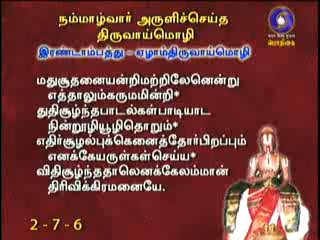 நம்மாழ்வார் அருளிச்செய்த
திருவாய்மொழி
இரண்டாம்பத்து - ஏழாம்திருவாய்மொழி
மதுசூதனையன்றிமற்றிலேனென்று
எத்தாலும்கருமமின்றி*
துதிசூழ்ந்தபாடல்கள்பாடியாட
நின்றூழியூழிதொறும்*
எதிர்சூழல்புக்கெனைத்தோர்பிறப்பும்
எனக்கேயருள்கள்செய்ய*
விதிசூழ்ந்ததாலெனக்கேலம்மான்
திரிவிக்கிரமனையே.
2-7-6
பொதிகை